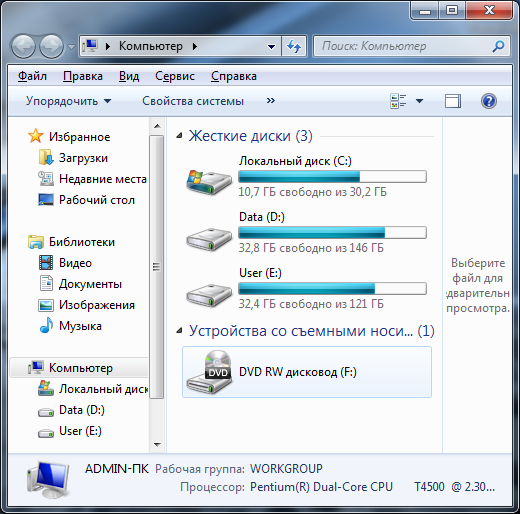 Компьютер
Поиск: Компьютер
Файл Правка Вид Сервис Справка
Упорядочить Свойства системы »
Избранное
Загрузки
Недавние места
Рабочий стол
Библиотеки
Видео
Документы
Изображения
Музыка
Компьютер
Локальный диск
Data (D:)
User (E:)
Жесткие диски (3)
Локальный диск (C:)
10,7 ГБ свободно из 30,2 ГБ
Data (D:)
32,8 ГБ свободно из 146 ГБ
User (E:)
32,4 ГБ свободно из 121 ГБ
Устройства со съемными носи... (1)
DVD
DVD RW дисковод (F:)
Выберите
файл для
едварительн
просмотра.
ADMIN-ПК Рабочая группа: WORKGROUP
Процессор: Pentium(R) Dual-Core CPU T4500 @ 2.30...